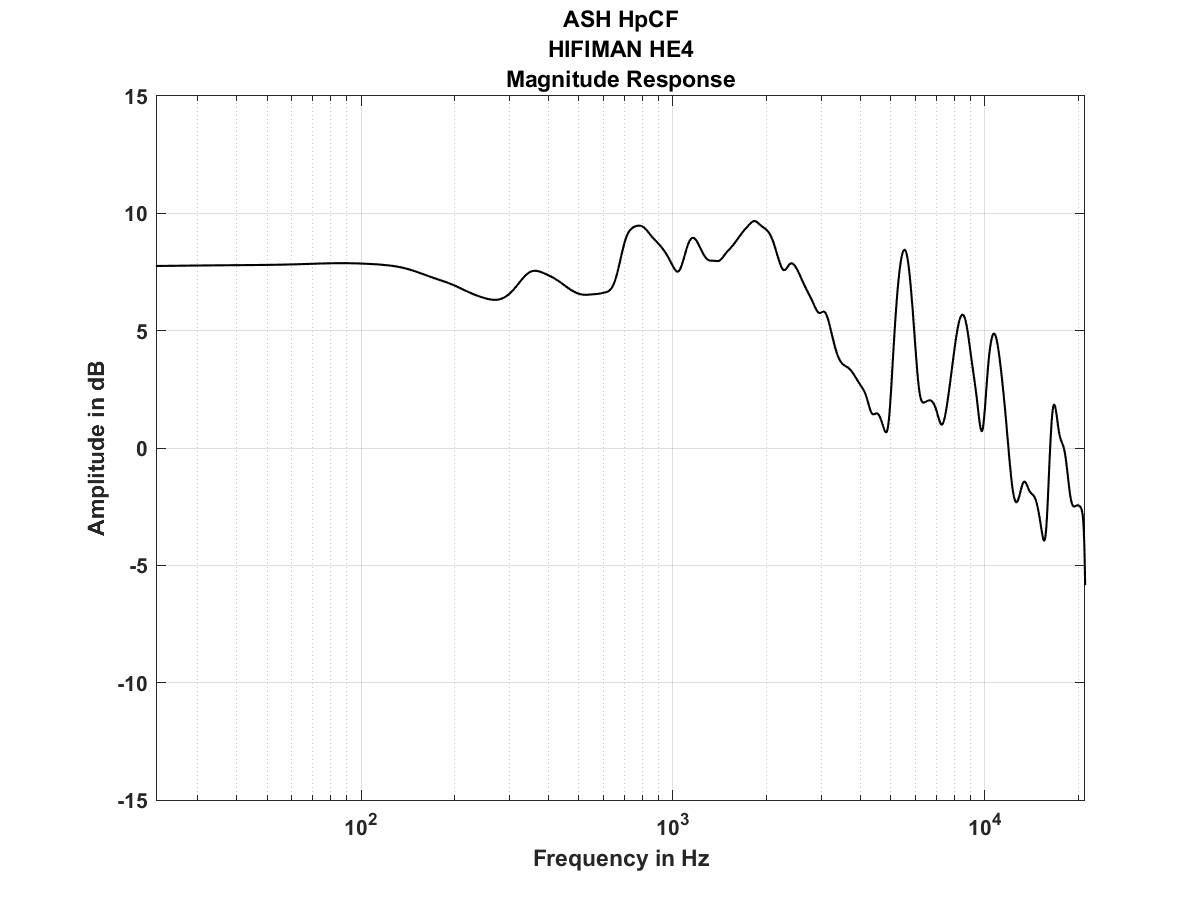 ASH HpCF
HIFIMAN HE4
Magnitude Response
15
10
5
0
-5
-10
-15
Amplitude in dB
10² 10³ 10⁴
Frequency in Hz